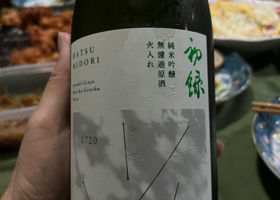 初緑
純米吟醸
無濾過原酒
火入れ
HATSU
MIDORI
Junmai Ginjo
Muroka Genshu
1720